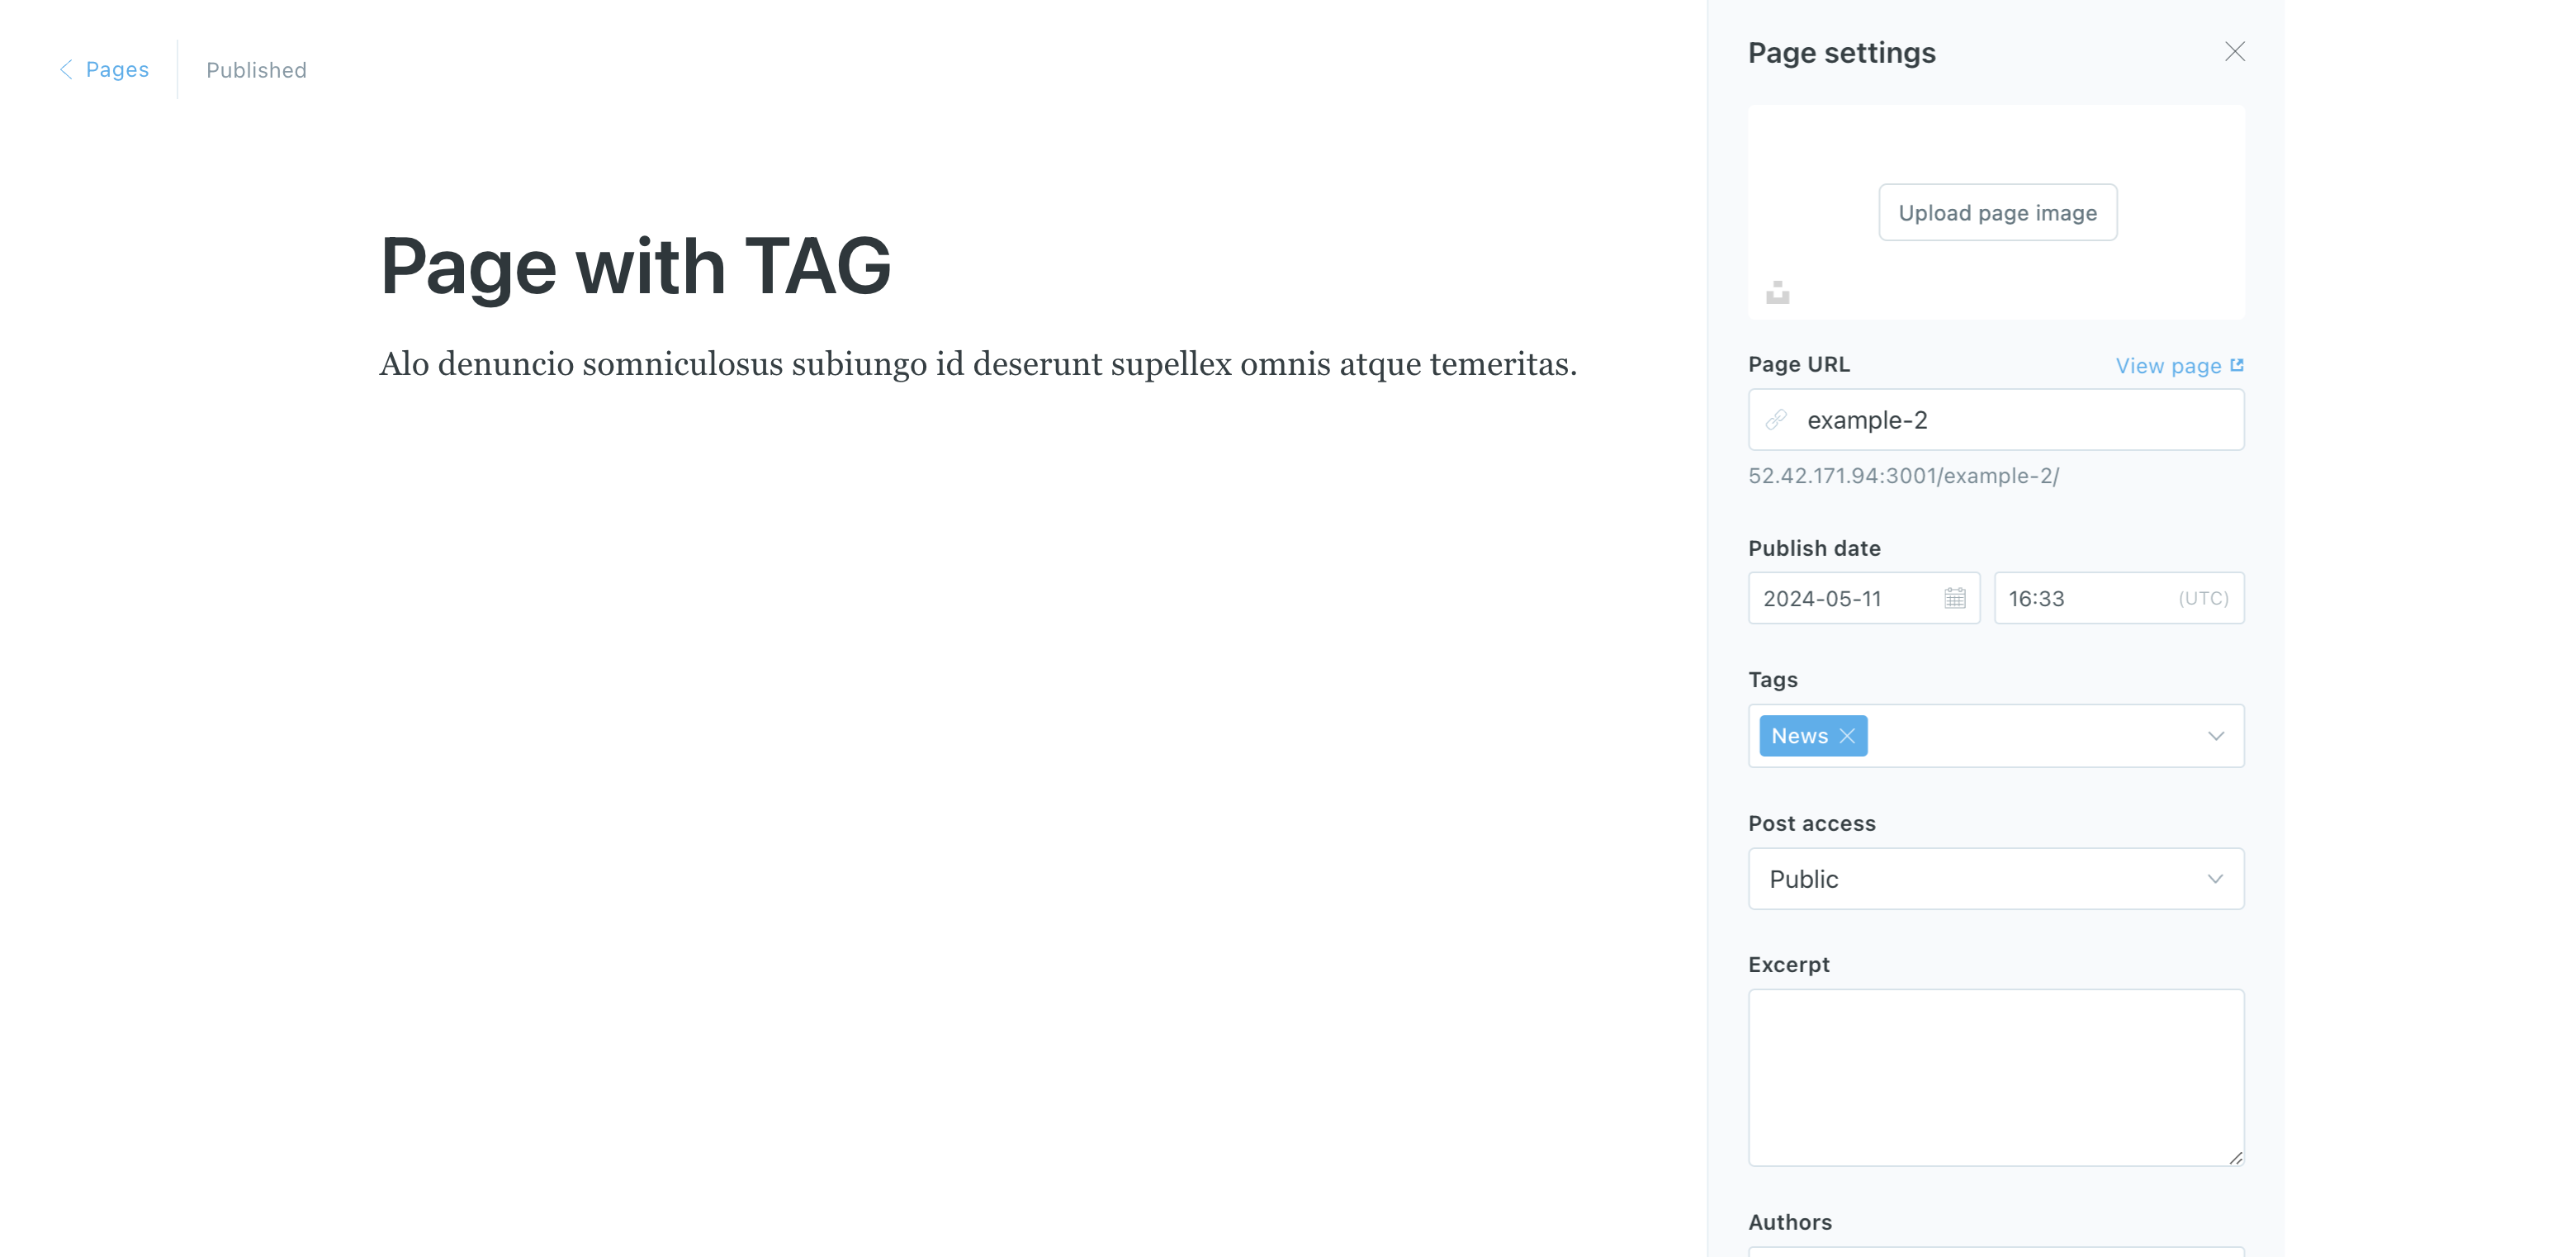 Pages
Published
Page with TAG
Alo denuncio somniculosus subiungo id deserunt supellex omnis atque temeritas.
Page settings
Upload page image
Page URL
View page
example-2
52.42.171.94:3001/example-2/
Publish date
2024-05-11
16:33
(UTC)
Tags
News
Post access
Public
Excerpt
Authors